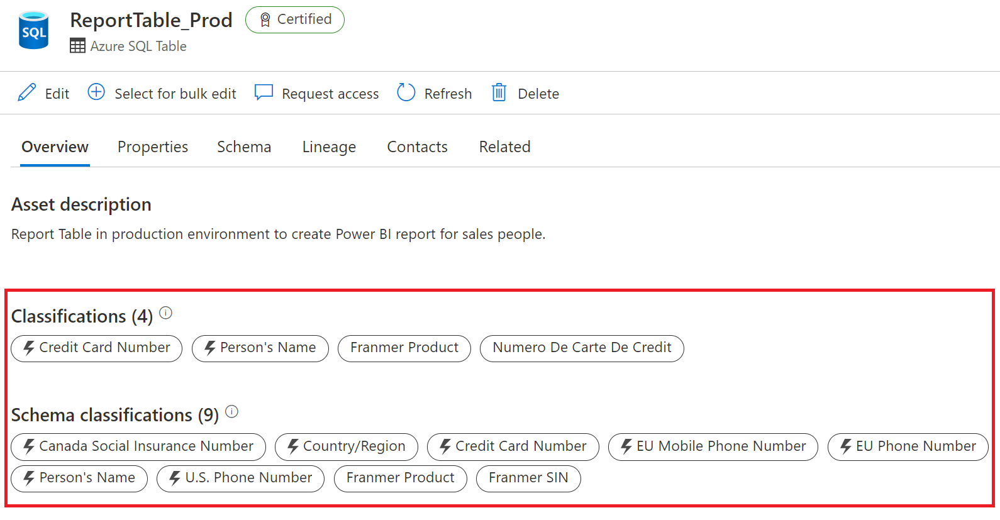 SQL
ReportTable_Prod Certified
Azure SQL Table
Edit Select for bulk edit Request access Refresh Delete
Overview Properties Schema Lineage Contacts Related
Asset description
Report Table in production environment to create Power BI report for sales people.
Classifications (4)
Credit Card Number Person's Name Franmer Product Numero De Carte De Credit
Schema classifications (9)
Canada Social Insurance Number Country/Region Credit Card Number EU Mobile Phone Number EU Phone Number
Person's Name U.S. Phone Number Franmer Product Franmer SIN